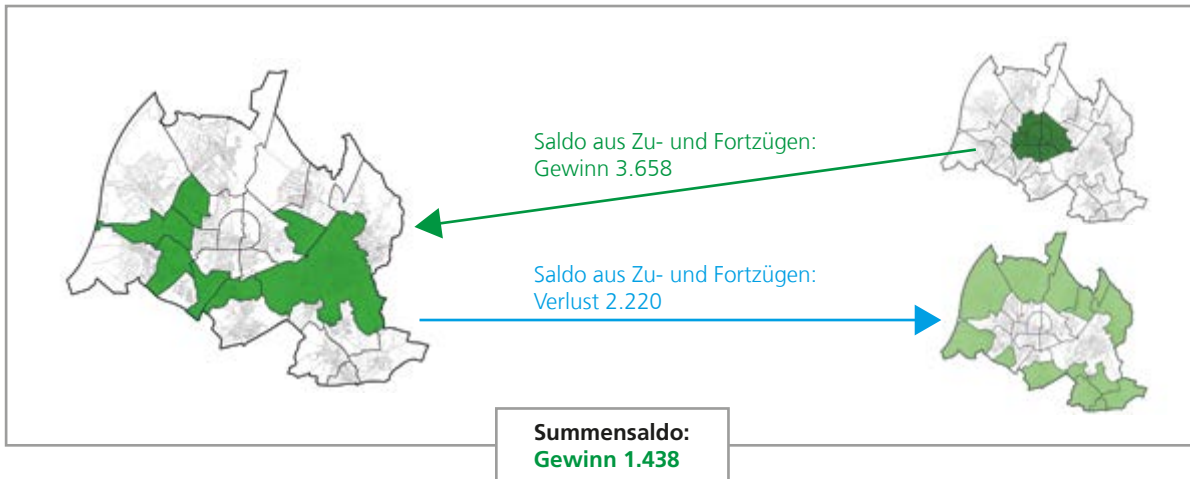 Saldo aus Zu- und Fortzügen:
Gewinn 3.658
Saldo aus Zu- und Fortzügen:
Verlust 2.220
Summensaldo:
Gewinn 1.438